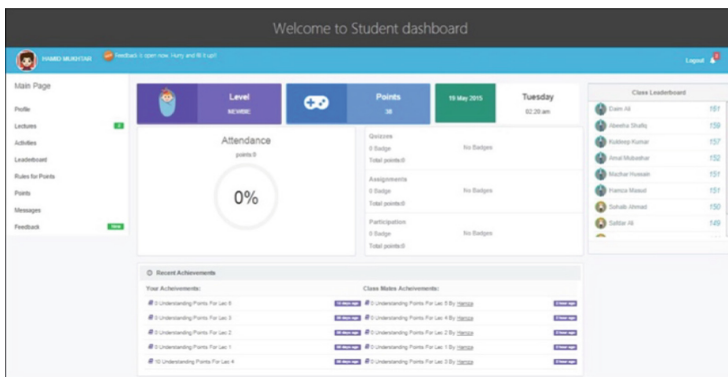 Welcome to Student dashboard
HAMID MUKHTAR
Feedback is open now. Hurry and fill it up!!
Logout
Main Page
Profile
Lectures
Activities
Leaderboard
Rules for Points
Points
Messages
Feedback
New
Level
NEWBIE
Points
38
19 May 2015
Tuesday
02:20 am
Attendance
points:0
0%
Quizzes
0 Badge
No Badges
Total points:0
Assignments
0 Badge
No Badges
Total points:0
Participation
0 Badge
No Badges
Total points:0
Class Leaderboard
Daim Ali 161
Aleesha Shafiq 159
Kuldeep Kumar 157
Amal Mubashar 152
Mazhar Hussain 151
Hamza Masud 151
Sohaib Ahmed 150
Sattar Ali 149
Recent Achievements
Your Acheivements:
0 Understanding Points For Lec 6
0 Understanding Points For Lec 3
0 Understanding Points For Lec 2
0 Understanding Points For Lec 1
10 Understanding Points For Lec 4
Class Mates Acheivements:
0 Understanding Points For Lec 5 By Hamza
0 Understanding Points For Lec 4 By Hamza
0 Understanding Points For Lec 2 By Hamza
0 Understanding Points For Lec 1 By Hamza
0 Understanding Points For Lec 3 By Hamza